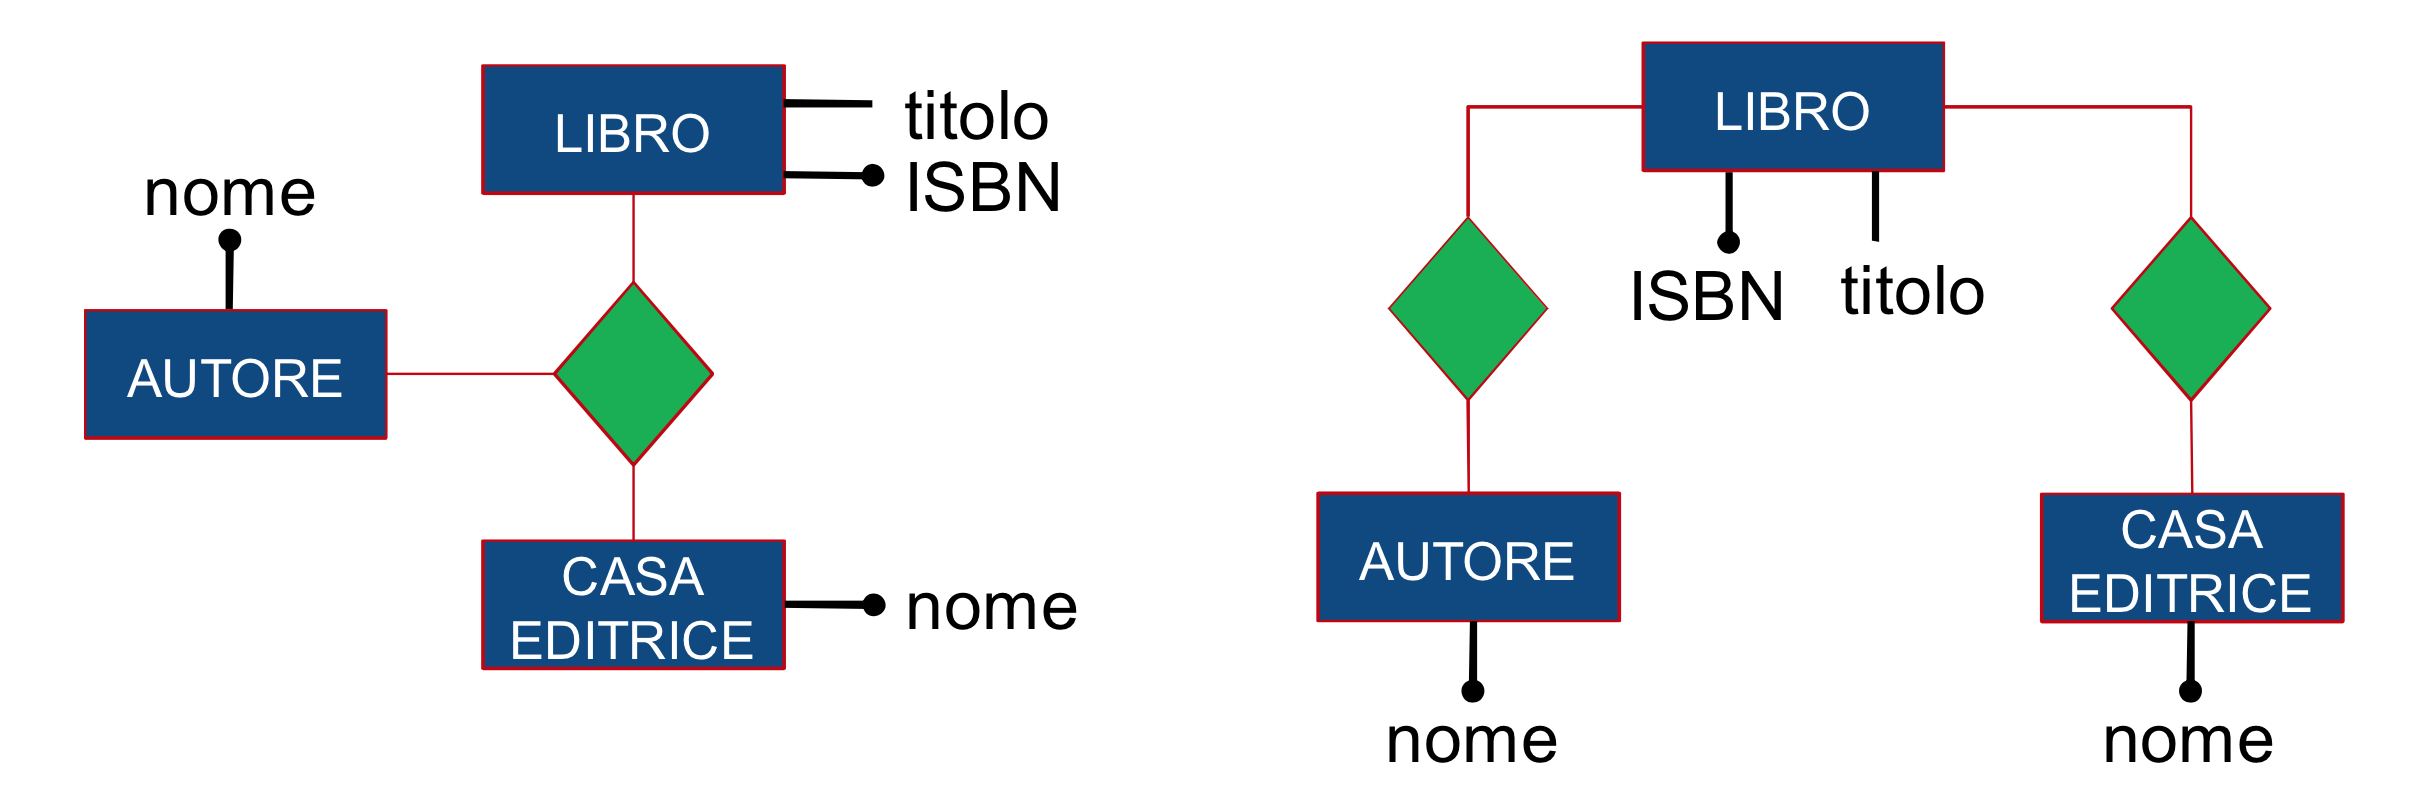 LIBRO
titolo
ISBN
nome
AUTORE
CASA
EDITRICE
nome
LIBRO
ISBN
titolo
AUTORE
nome
CASA
EDITRICE
nome